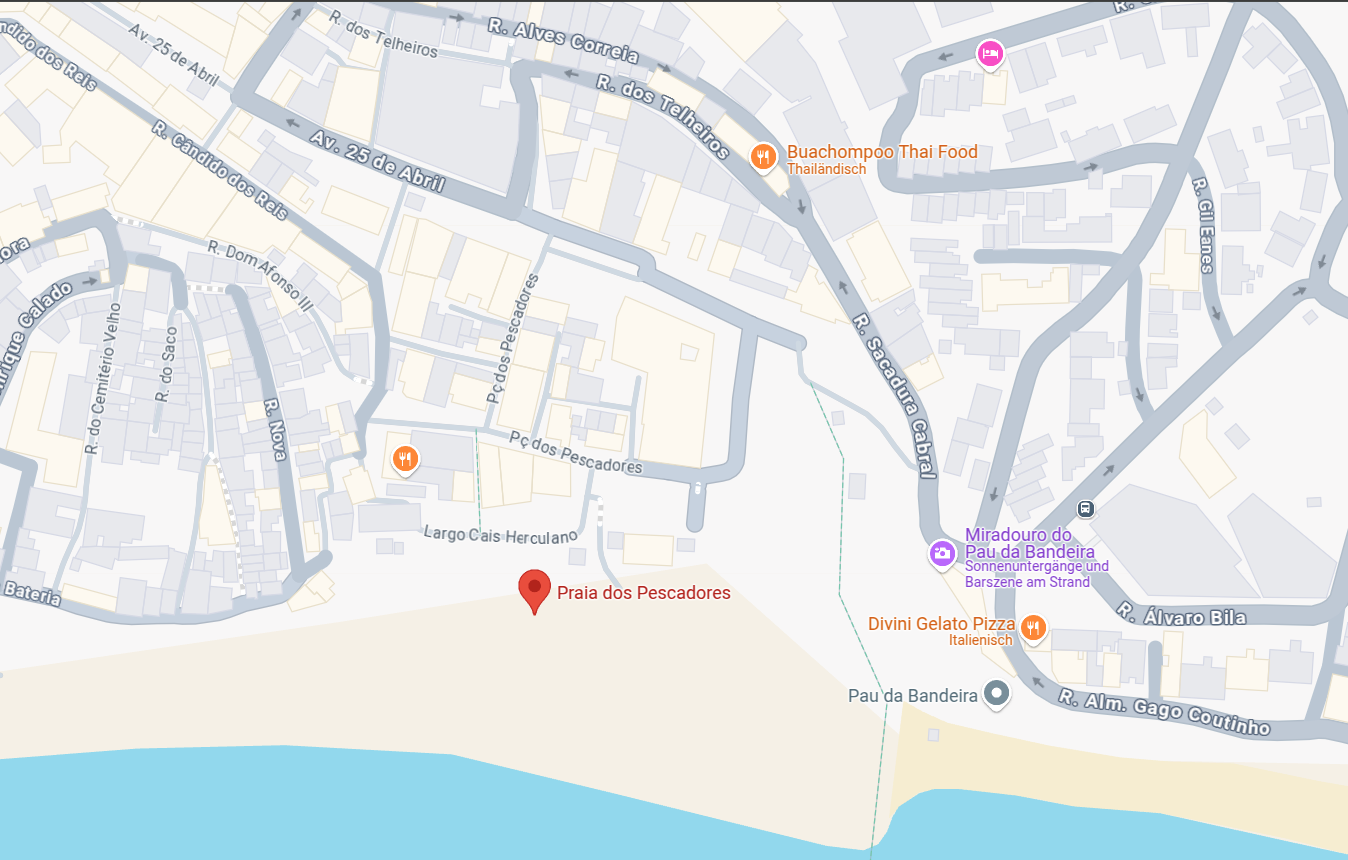 R. dos Telheiros
R. Alves Correia
Av. 25 de Abril
ndido dos Reis
R. dos Telheiros
R. Cândido dos Reis
Av. 25 de Abril
Buachompoo Thai Food
Thailändisch
R. Gil Eanes
ora
R. Dom Afonso III
nrique Calado
R. do Cemitério Velho
R. do Saco
Pç dos Pescadores
R. Sacadura Cabral
R. Nova
Pç dos Pescadores
Largo Cais Herculano
Miradouro do
Pau da Bandeira
Sonnenuntergänge und
Barszene am Strand
Bateria
Praia dos Pescadores
R. Álvaro Bila
Divini Gelato Pizza
Italienisch
Pau da Bandeira
R. Alm. Gago Coutinho